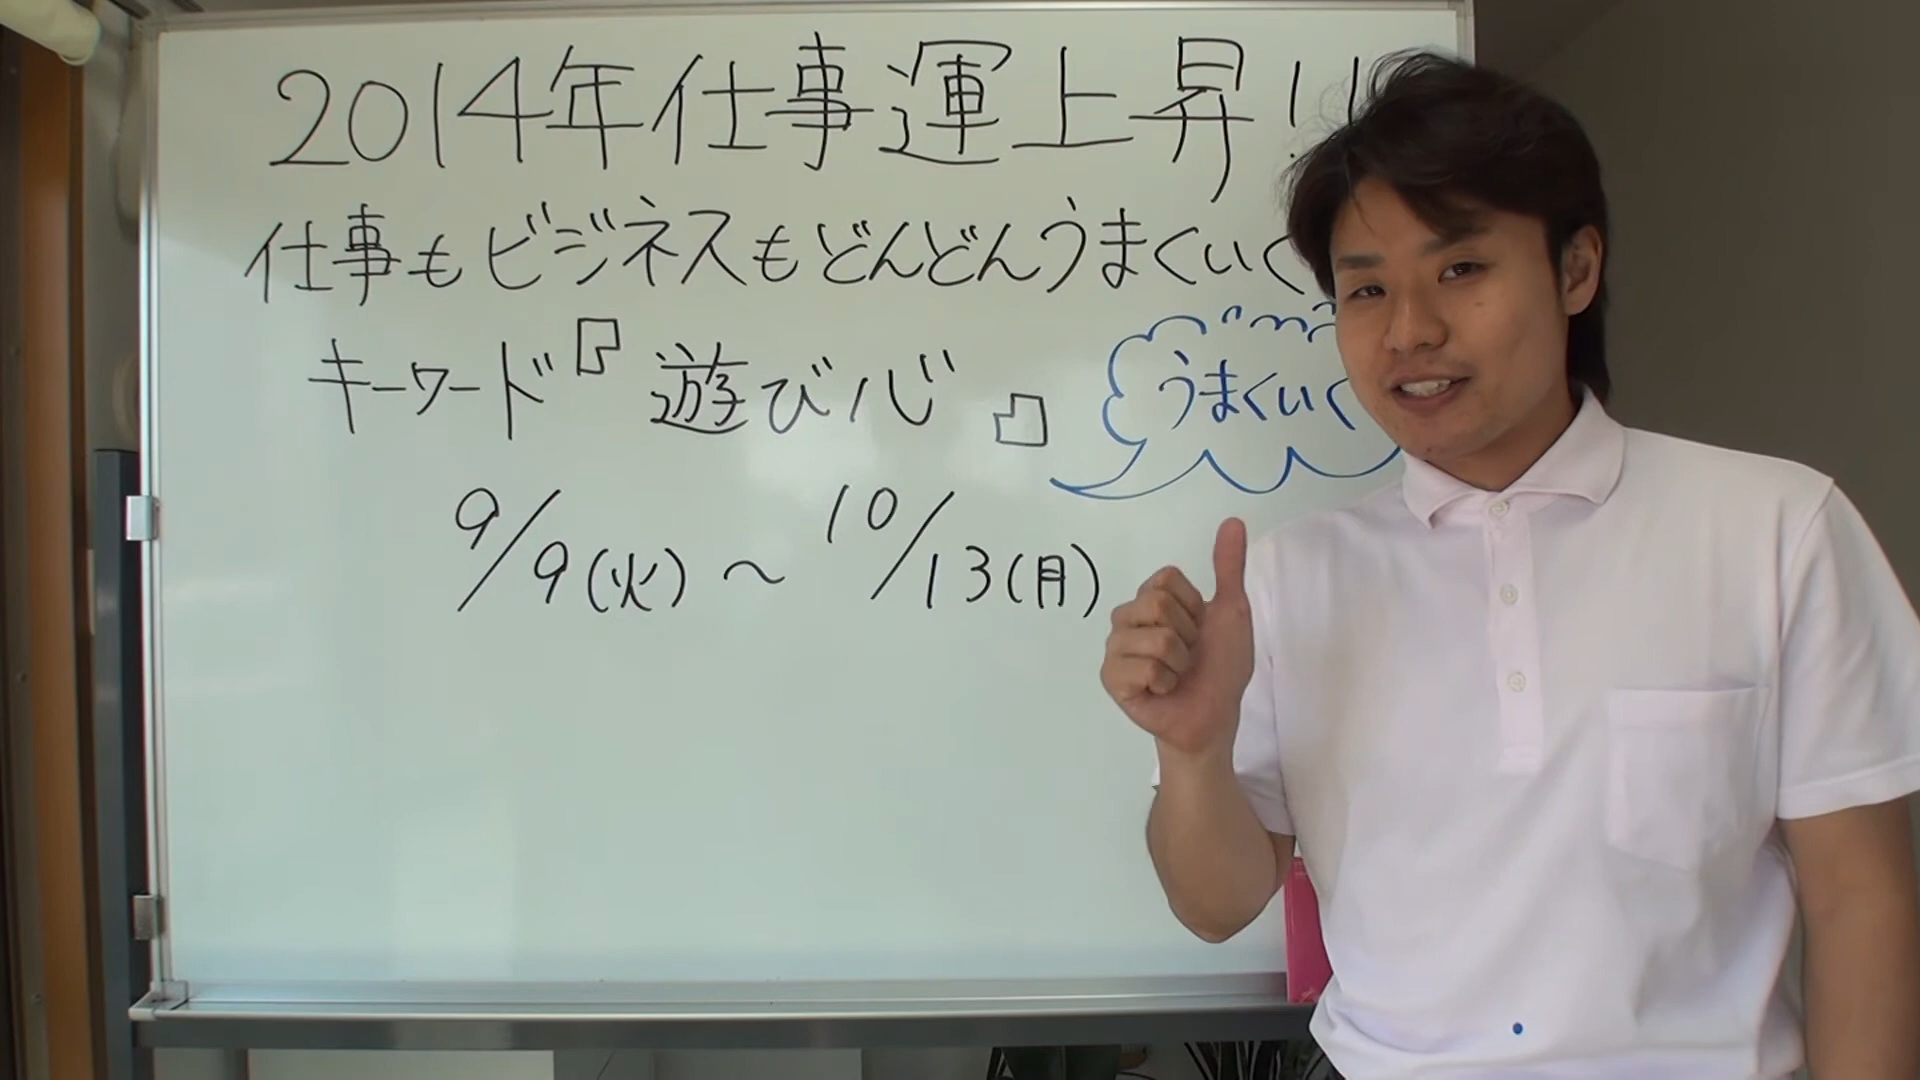 2014年仕事運上昇!!
仕事もビジネスもどんどんうまくいく
キーワード『遊び心』
うまくいく
9/9(火)~10/13(月)